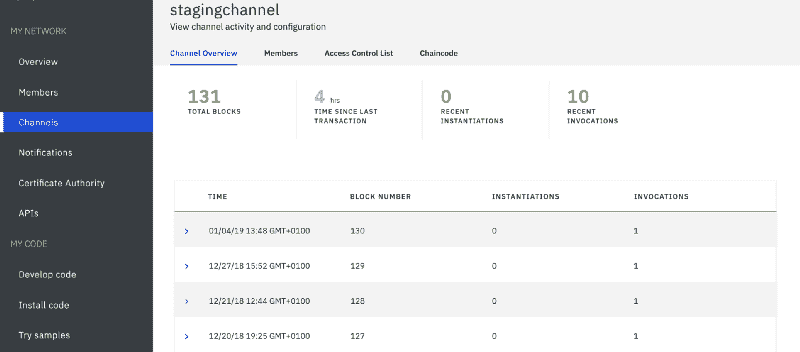 stagingchannel
View channel activity and configuration
MY NETWORK
Overview
Members
Channels
Notifications
Certificate Authority
APIs
MY CODE
Develop code
Install code
Try samples
Channel Overview Members Access Control List Chaincode
131
TOTAL BLOCKS
4 hrs
TIME SINCE LAST
TRANSACTION
0
RECENT
INSTANTIATIONS
10
RECENT
INVOCATIONS
TIME BLOCK NUMBER INSTANTIATIONS INVOCATIONS
01/04/19 13:48 GMT+0100 130 0 1
12/27/18 15:52 GMT+0100 129 0 1
12/21/18 12:44 GMT+0100 128 0 1
12/20/18 19:25 GMT+0100 127 0 1